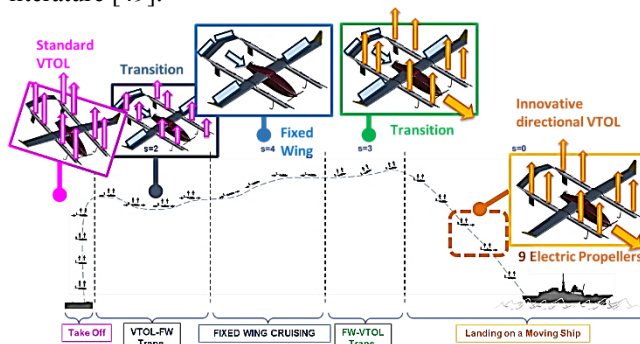 literature [49].
Standard
VTOL
Transition
s=2
Fixed
Wing
s=4
Transition
s=3
Innovative
directional VTOL
s=0
9 Electric Propellers
Take Off
VTOL-FW
Trans
FIXED WING CRUISING
FW-VTOL
Trans
Landing on a Moving Ship